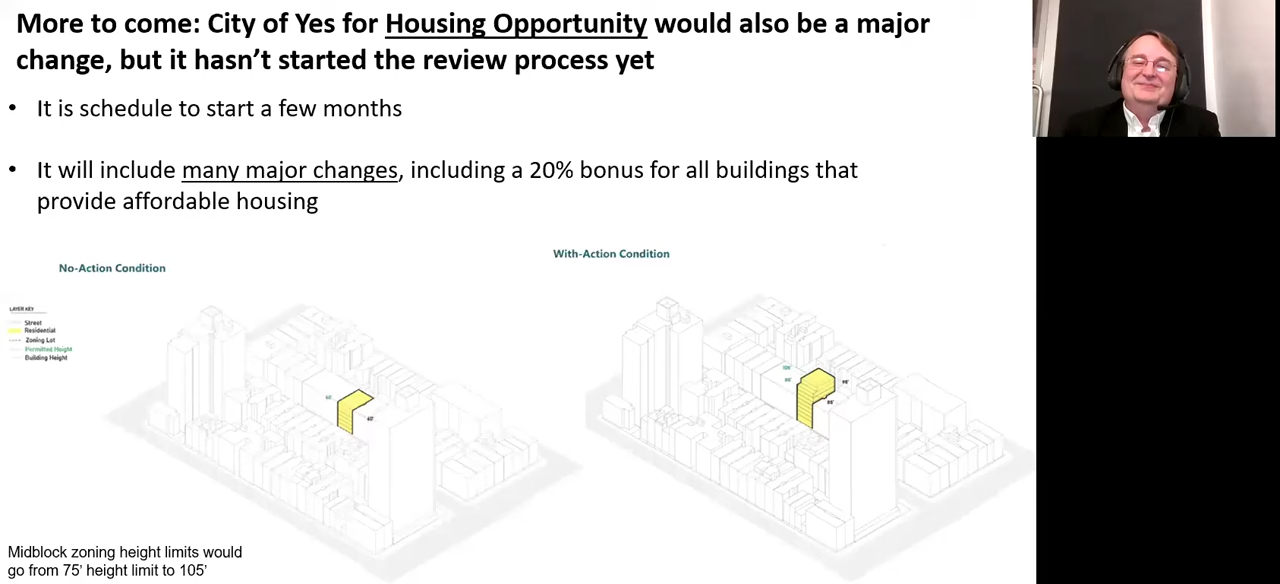 More to come: City of Yes for Housing Opportunity would also be a major
change, but it hasn't started the review process yet
• It is schedule to start a few months
• It will include many major changes, including a 20% bonus for all buildings that
provide affordable housing
No-Action Condition
With-Action Condition
LAYER KEY
Street
Residential
Zoning Lot
Permitted Height
Building Height
60'
Midblock zoning height limits would
go from 75' height limit to 105'